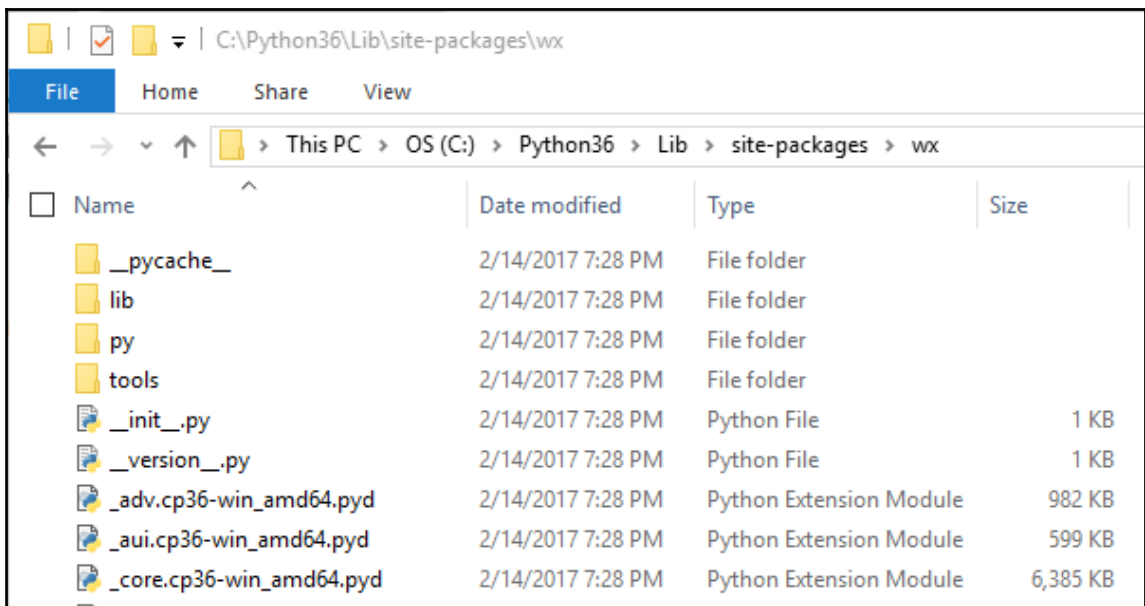 C:\Python36\Lib\site-packages\wx
File Home Share View
This PC > OS (C:) > Python36 > Lib > site-packages > wx
Name Date modified Type Size
__pycache__ 2/14/2017 7:28 PM File folder
lib 2/14/2017 7:28 PM File folder
py 2/14/2017 7:28 PM File folder
tools 2/14/2017 7:28 PM File folder
__init__.py 2/14/2017 7:28 PM Python File 1 KB
__version__.py 2/14/2017 7:28 PM Python File 1 KB
_adv.cp36-win_amd64.pyd 2/14/2017 7:28 PM Python Extension Module 982 KB
_aui.cp36-win_amd64.pyd 2/14/2017 7:28 PM Python Extension Module 599 KB
_core.cp36-win_amd64.pyd 2/14/2017 7:28 PM Python Extension Module 6,385 KB